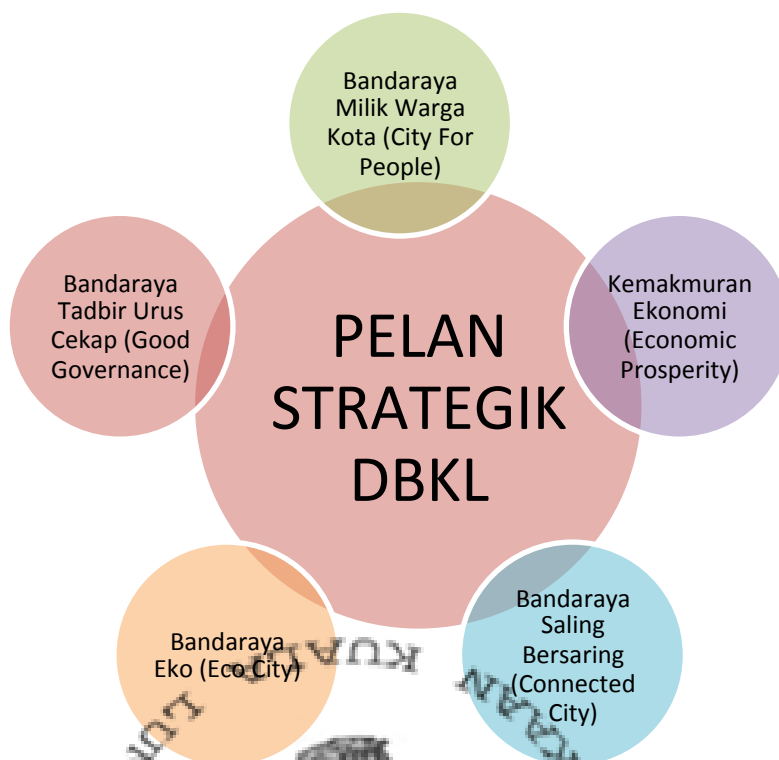 Bandaraya
Milik Warga
Kota (City For
People)
Bandaraya
Tadbir Urus
Cekap (Good
Governance)
Kemakmuran
Ekonomi
(Economic
Prosperity)
PELAN
STRATEGIK
DBKL
Bandaraya
Eko (Eco City)
Bandaraya
Saling
Bersaring
(Connected
City)